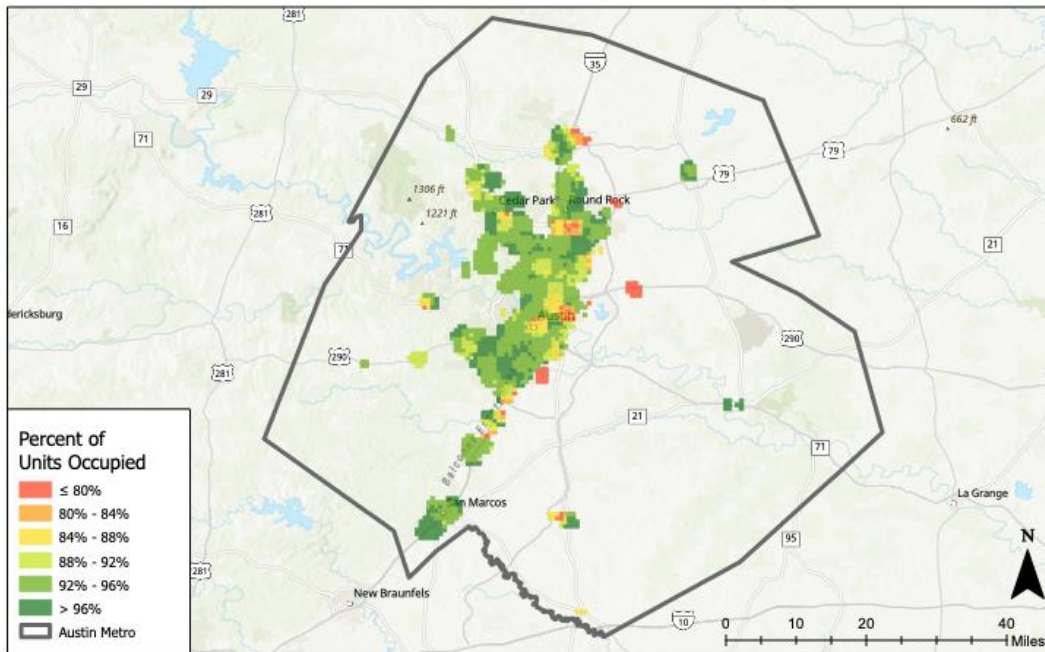 281
35
29
29
71
662 ft
79
79
1306 ft
Cedar Park
Round Rock
1221 ft
281
16
71
21
dericksburg
Austin
290
290
281
21
71
Percent of
Units Occupied
≤ 80%
80% - 84%
84% - 88%
88% - 92%
92% - 96%
> 96%
Austin Metro
San Marcos
La Grange
N
95
281
New Braunfels
10
0 10 20 40
Miles